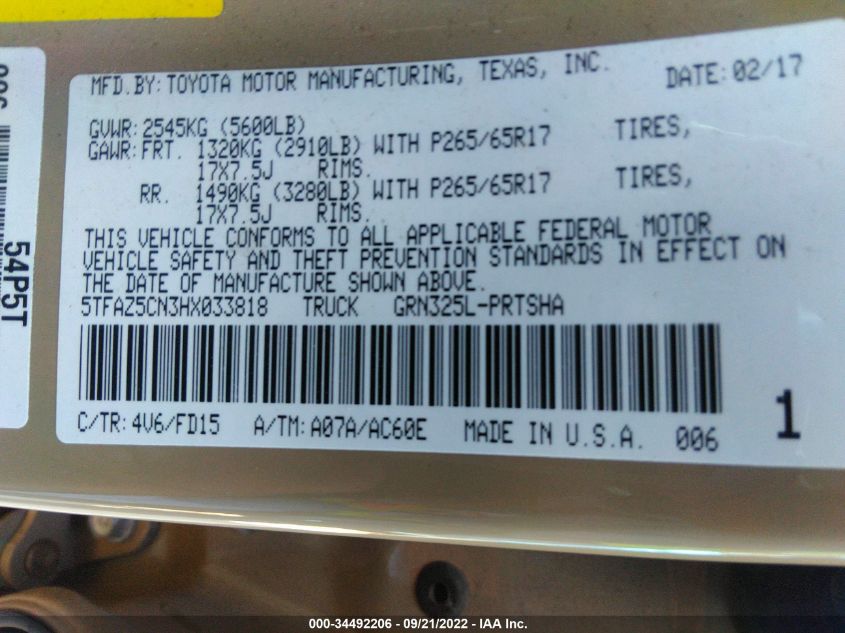 MFD.BY:TOYOTA MOTOR MANUFACTURING, TEXAS, INC. DATE:02/17
GVWR:2545KG (5600LB)
GAWR:FRT. 1320KG (2910LB) WITH P265/65R17 TIRES,
17X7.5J RIMS.
RR. 1490KG (3280LB) WITH P265/65R17 TIRES,
17X7.5J RIMS.
THIS VEHICLE CONFORMS TO ALL APPLICABLE FEDERAL MOTOR
VEHICLE SAFETY AND THEFT PREVENTION STANDARDS IN EFFECT ON
THE DATE OF MANUFACTURE SHOWN ABOVE.
5TFAZ5CN3HX033818 TRUCK GRN325L-PRTSHA
C/TR:4V6/FD15 A/TM:A07A/AC60E MADE IN U.S.A. 006
1
54P5T
000-34492206 - 09/21/2022 - IAA Inc.